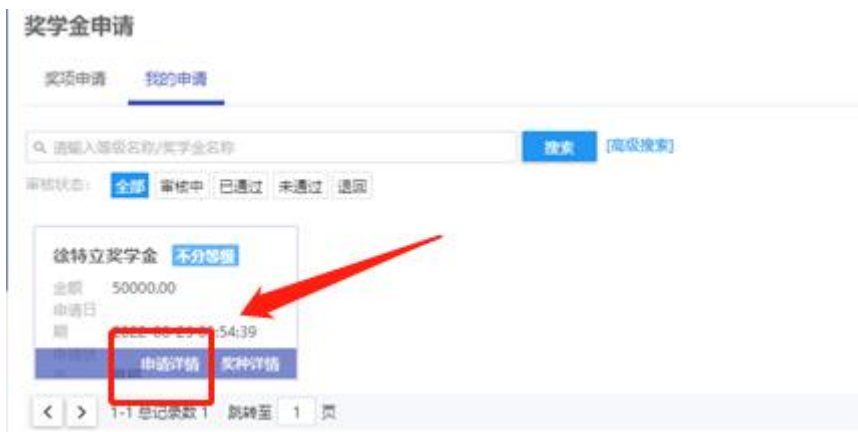 奖学金申请
奖项申请 我的申请
请输入等级名称/奖学金名称 搜索 [高级搜索]
审核状态: 全部 审核中 已通过 未通过 退回
徐特立奖学金 不分等级
金额 50000.00
申请日
期 :54:39
申请详情 奖种详情
1-1 总记录数 1 跳转至 1 页